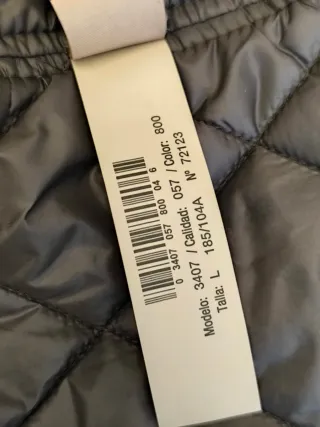 0 3407 057 800 04 6
Modelo: 3407 / Calidad: 057 / Color: 800
Talla: L 185/104A Nº 72123